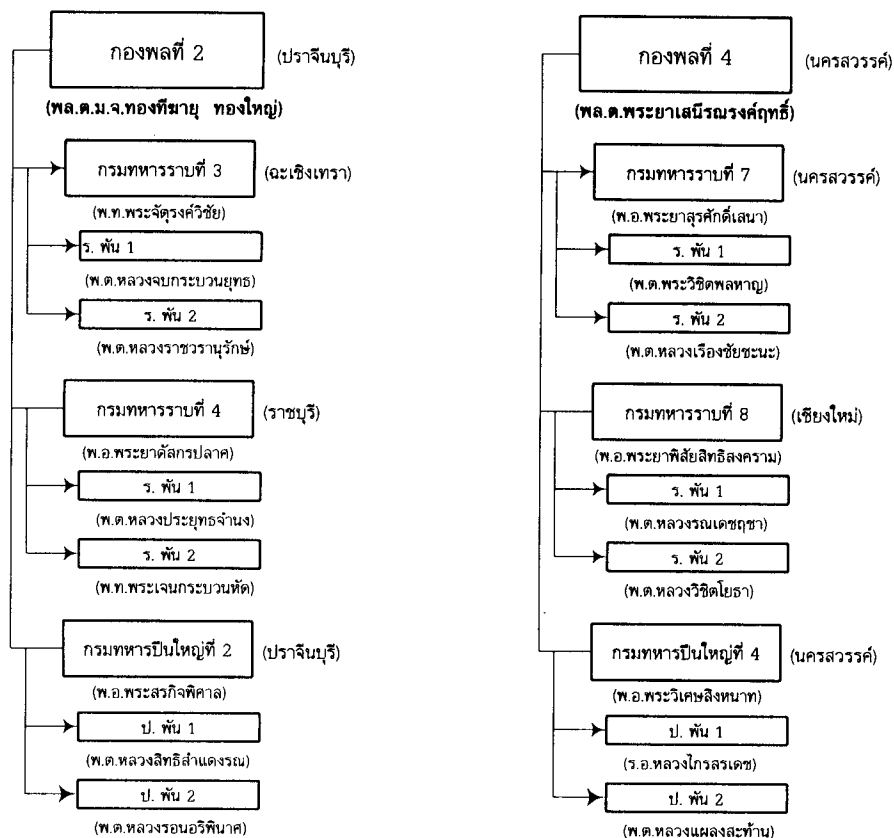 กองพลที่ 2 (ปราจีนบุรี)
(พล.ต.ม.จ.ทองทีฆายุ ทองใหญ่)
กรมทหารราบที่ 3 (ฉะเชิงเทรา)
(พ.ท.พระจัตุรงค์วิชัย)
ร. พัน 1
(พ.ต.หลวงจบกระบวนยุทธ)
ร. พัน 2
(พ.ต.หลวงราชวรานุรักษ์)
กรมทหารราบที่ 4 (ราชบุรี)
(พ.อ.พระยาดัสกรปลาศ)
ร. พัน 1
(พ.ต.หลวงประยุทธจำนง)
ร. พัน 2
(พ.ท.พระเจนกระบวนหัด)
กรมทหารปืนใหญ่ที่ 2 (ปราจีนบุรี)
(พ.อ.พระสรกิจพิศาล)
ป. พัน 1
(พ.ต.หลวงสิทธิสำแดงรณ)
ป. พัน 2
(พ.ต.หลวงรอนอริพินาศ)
กองพลที่ 4 (นครสวรรค์)
(พล.ต.พระยาเสนีรณรงค์ฤทธิ์)
กรมทหารราบที่ 7 (นครสวรรค์)
(พ.อ.พระยาสุรศักดิ์เสนา)
ร. พัน 1
(พ.ต.พระวิชิตพลหาญ)
ร. พัน 2
(พ.ต.หลวงเรืองชัยชะนะ)
กรมทหารราบที่ 8 (เชียงใหม่)
(พ.อ.พระยาพิสัยสิทธิสงคราม)
ร. พัน 1
(พ.ต.หลวงรณเดชฤชา)
ร. พัน 2
(พ.ต.หลวงวิชิตโยธา)
กรมทหารปืนใหญ่ที่ 4 (นครสวรรค์)
(พ.อ.พระวิเศษสิงหนาท)
ป. พัน 1
(ร.อ.หลวงไกรสรเดช)
ป. พัน 2
(พ.ต.หลวงแผลงสะท้าน)